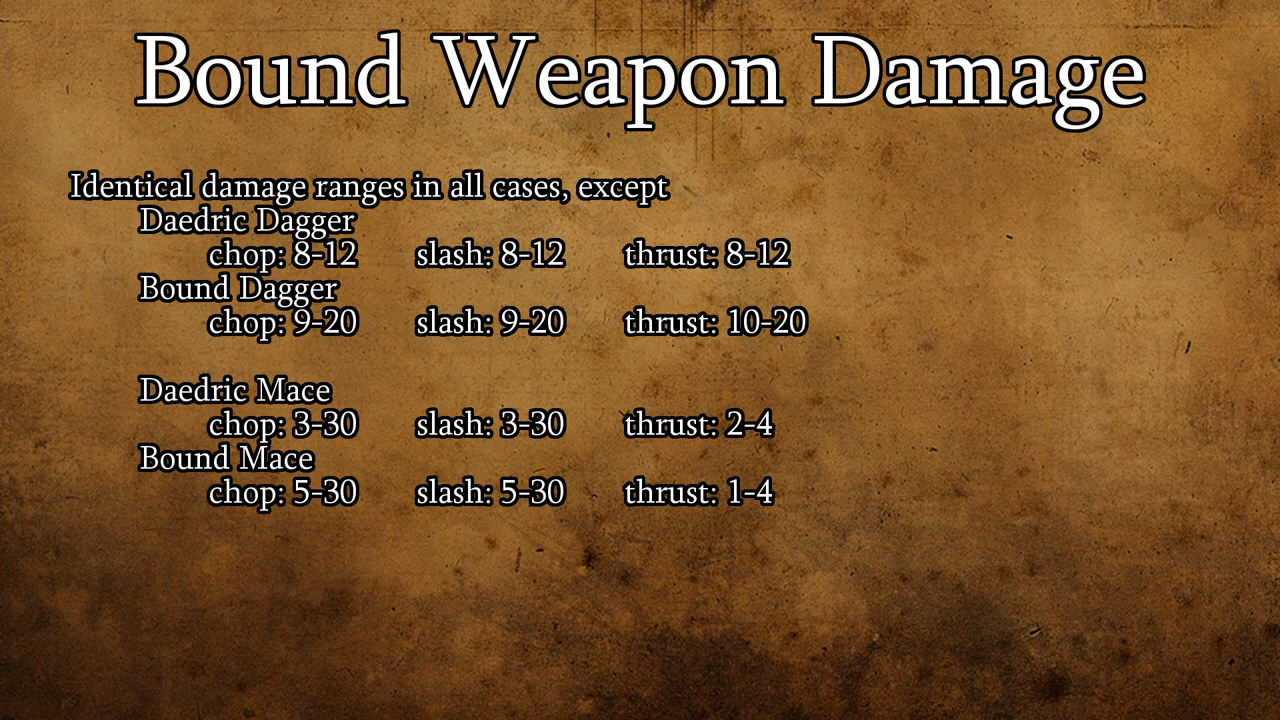 Bound Weapon Damage
Identical damage ranges in all cases, except
Daedric Dagger
chop: 8-12 slash: 8-12 thrust: 8-12
Bound Dagger
chop: 9-20 slash: 9-20 thrust: 10-20
Daedric Mace
chop: 3-30 slash: 3-30 thrust: 2-4
Bound Mace
chop: 5-30 slash: 5-30 thrust: 1-4